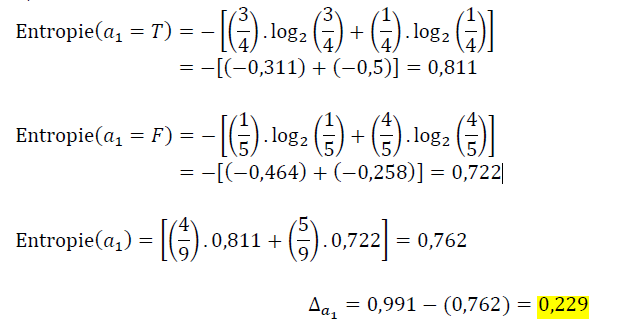 Entropie(a₁ = T) = − [(3/4) . log₂ (3/4) + (1/4) . log₂ (1/4)]
= −[(−0,311) + (−0,5)] = 0,811
Entropie(a₁ = F) = − [(1/5) . log₂ (1/5) + (4/5) . log₂ (4/5)]
= −[(−0,464) + (−0,258)] = 0,722
Entropie(a₁) = [(4/9) . 0,811 + (5/9) . 0,722] = 0,762
Δₐ₁ = 0,991 − (0,762) = 0,229